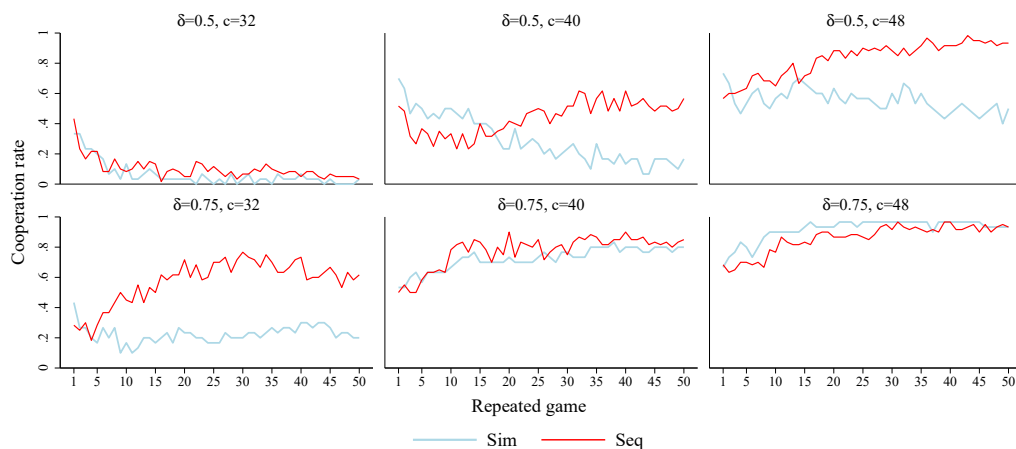 δ=0.5, c=32
δ=0.5, c=40
δ=0.5, c=48
Cooperation rate
1
.8
.6
.4
.2
0
δ=0.75, c=32
δ=0.75, c=40
δ=0.75, c=48
1
.8
.6
.4
.2
0
1 5 10 15 20 25 30 35 40 45 50
1 5 10 15 20 25 30 35 40 45 50
1 5 10 15 20 25 30 35 40 45 50
Repeated game
Sim Seq